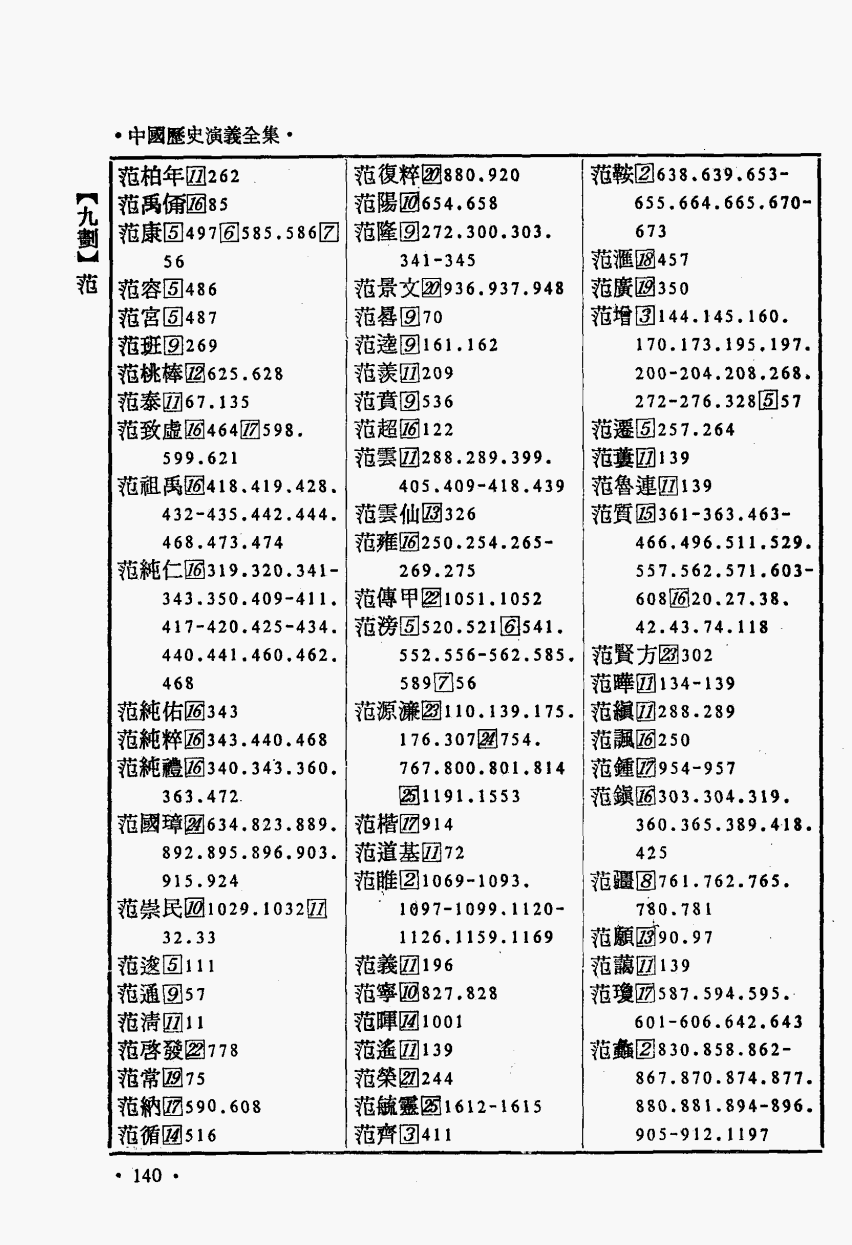 •中國歷史演義全集•
【九劃】范
范柏年[11]262
范禹偁[16]85
范康[5]497[6]585.586[7]
56
范容[5]486
范宮[5]487
范班[9]269
范桃棒[12]625.628
范泰[11]67.135
范致虛[16]464[17]598.
599.621
范祖禹[16]418.419.428.
432-435.442.444.
468.473.474
范純仁[16]319.320.341-
343.350.409-411.
417-420.425-434.
440.441.460.462.
468
范純佑[16]343
范純粹[16]343.440.468
范純禮[16]340.343.360.
363.472
范國璋[24]634.823.889.
892.895.896.903.
915.924
范崇民[10]1029.1032[11]
32.33
范逡[5]111
范通[9]57
范清[11]11
范啓發[22]778
范常[19]75
范納[17]590.608
范循[14]516
范復粹[20]880.920
范陽[10]654.658
范隆[9]272.300.303.
341-345
范景文[20]936.937.948
范晷[9]70
范逵[9]161.162
范羨[11]209
范賁[9]536
范超[16]122
范雲[11]288.289.399.
405.409-418.439
范雲仙[13]326
范雍[16]250.254.265-
269.275
范傳甲[22]1051.1052
范滂[5]520.521[6]541.
552.556-562.585.
589[7]56
范源濂[23]110.139.175.
176.307[24]754.
767.800.801.814
[25]1191.1553
范楷[17]914
范道基[11]72
范睢[2]1069-1093.
1097-1099.1120-
1126.1159.1169
范義[11]196
范寧[10]827.828
范暉[14]1001
范遙[11]139
范榮[21]244
范毓靈[25]1612-1615
范齊[3]411
范鞍[2]638.639.653-
655.664.665.670-
673
范滙[18]457
范廣[19]350
范增[3]144.145.160.
170.173.195.197.
200-204.208.268.
272-276.328[5]57
范遷[5]257.264
范蔞[11]139
范魯連[11]139
范質[15]361-363.463-
466.496.511.529.
557.562.571.603-
608[16]20.27.38.
42.43.74.118
范賢方[23]302
范曄[11]134-139
范縝[11]288.289
范諷[16]250
范鍾[17]954-957
范鎮[16]303.304.319.
360.365.389.418.
425
范疆[8]761.762.765.
780.781
范願[13]90.97
范藹[11]139
范瓊[17]587.594.595.
601-606.642.643
范蠡[2]830.858.862-
867.870.874.877.
880.881.894-896.
905-912.1197
•140•